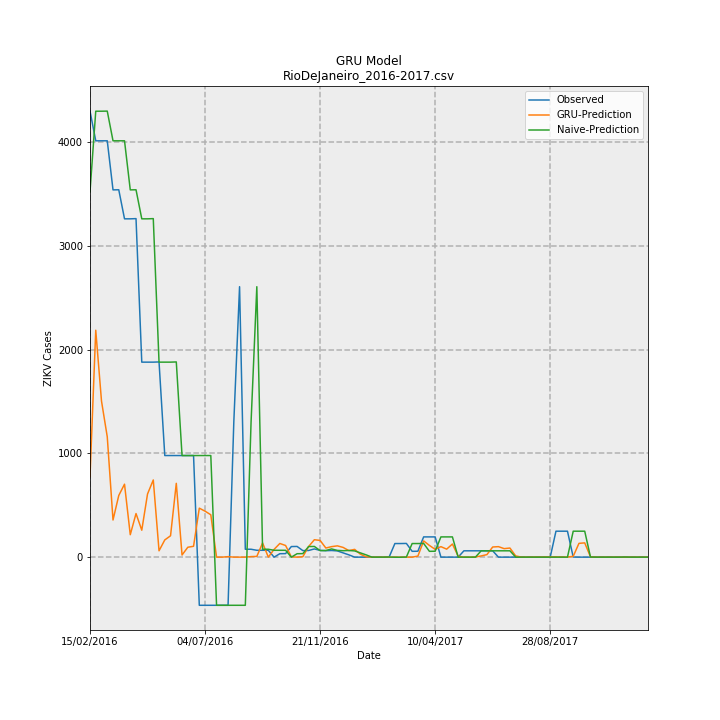 GRU Model
RioDeJaneiro_2016-2017.csv
Observed
GRU-Prediction
Naive-Prediction
4000
3000
2000
1000
0
ZIKV Cases
15/02/2016
04/07/2016
21/11/2016
10/04/2017
28/08/2017
Date